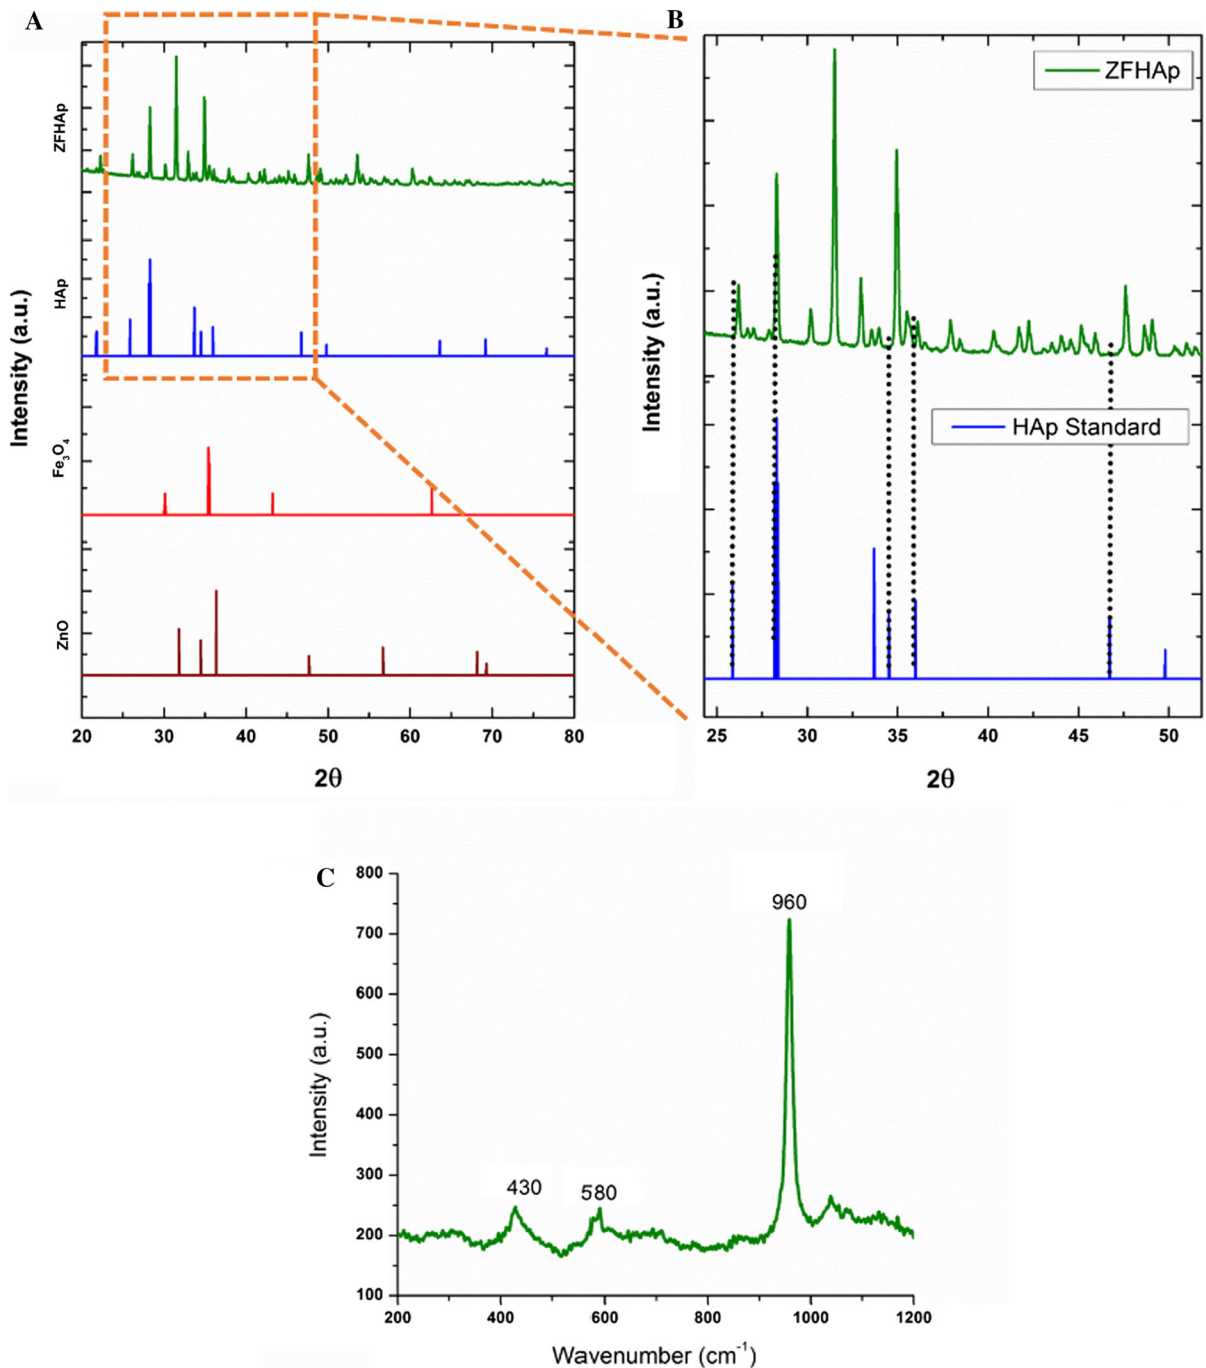 A
ZFHAp
HAp
Fe3O4
ZnO
Intensity (a.u.)
20 30 40 50 60 70 80
2θ
B
ZFHAp
HAp Standard
Intensity (a.u.)
25 30 35 40 45 50
2θ
C
960
430
580
800
700
600
500
400
300
200
100
Intensity (a.u.)
200 400 600 800 1000 1200
Wavenumber (cm-1)